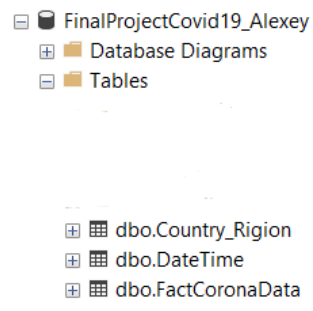 FinalProjectCovid19_Alexey
Database Diagrams
Tables
dbo.Country_Rigion
dbo.DateTime
dbo.FactCoronaData